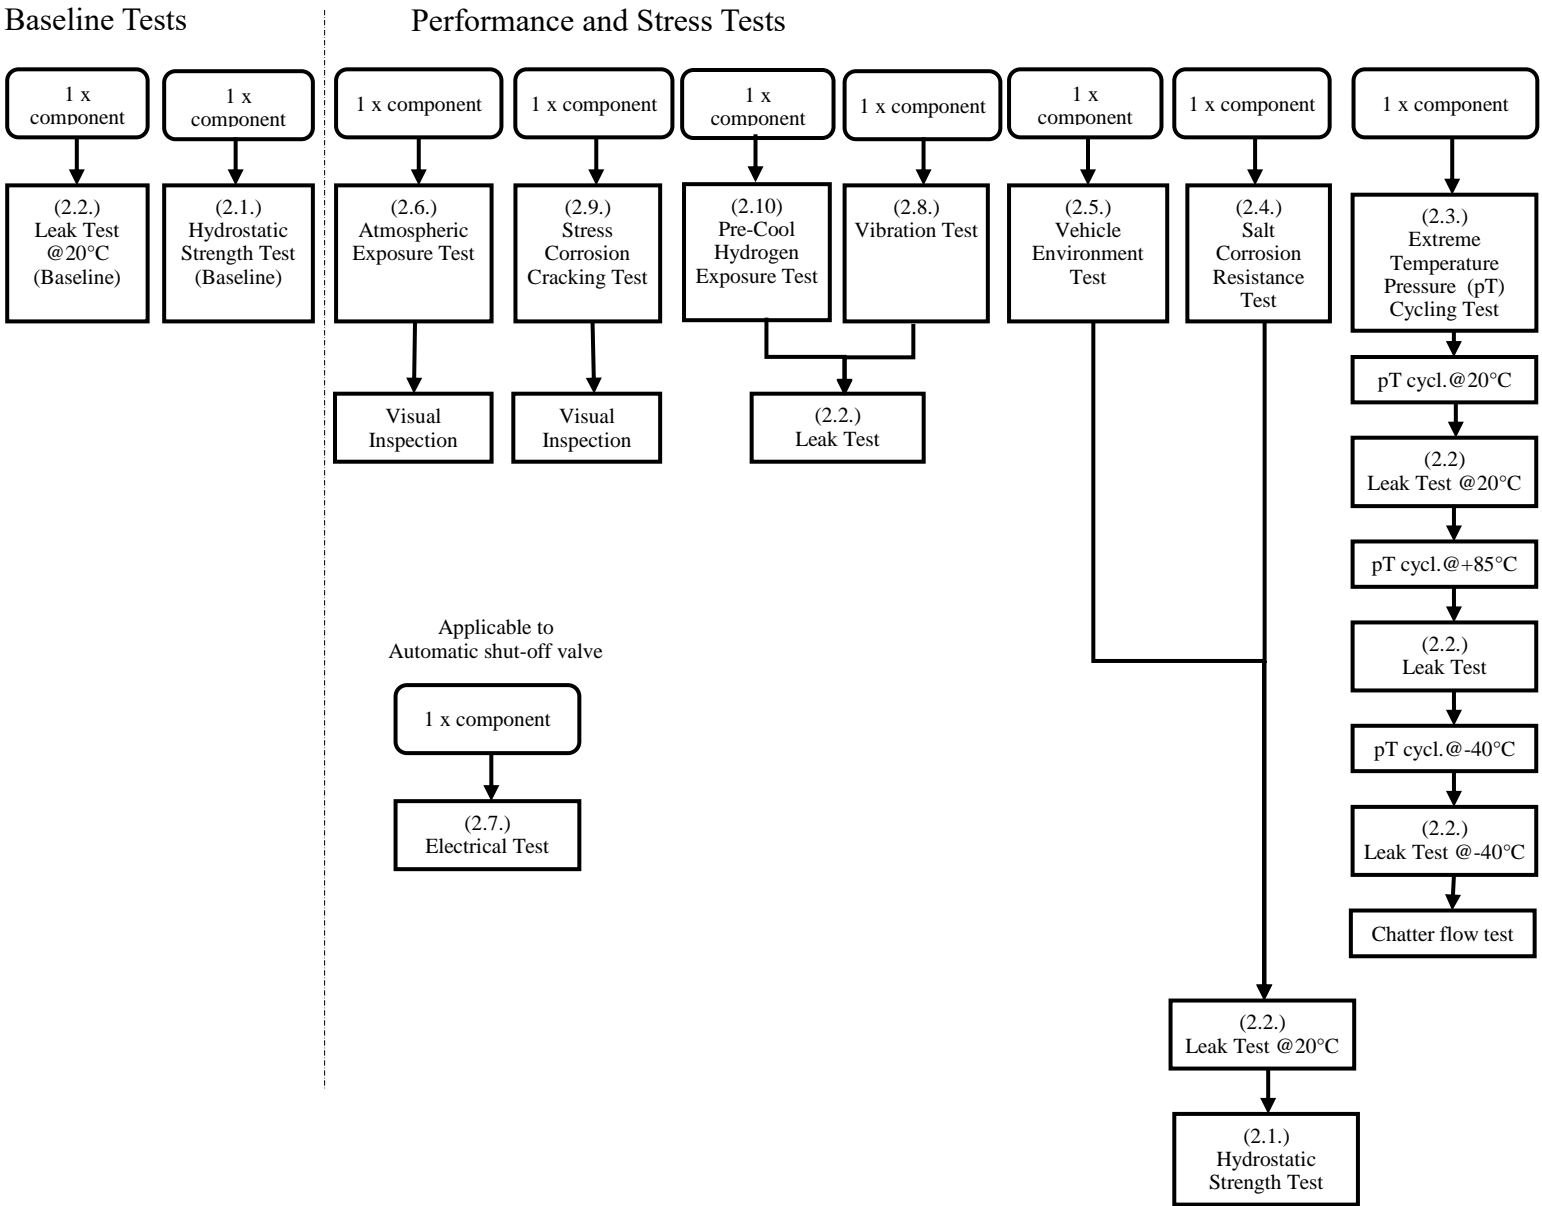 Baseline Tests
Performance and Stress Tests
1 x
component
1 x
component
1 x component
1 x component
1 x
component
1 x component
1 x
component
1 x component
1 x component
(2.2.)
Leak Test
@20°C
(Baseline)
(2.1.)
Hydrostatic
Strength Test
(Baseline)
(2.6.)
Atmospheric
Exposure Test
(2.9.)
Stress
Corrosion
Cracking Test
(2.10)
Pre-Cool
Hydrogen
Exposure Test
(2.8.)
Vibration Test
(2.5.)
Vehicle
Environment
Test
(2.4.)
Salt
Corrosion
Resistance
Test
(2.3.)
Extreme
Temperature
Pressure (pT)
Cycling Test
Visual
Inspection
Visual
Inspection
(2.2.)
Leak Test
pT cycl.@20°C
(2.2)
Leak Test @20°C
pT cycl.@+85°C
(2.2.)
Leak Test
pT cycl.@-40°C
(2.2.)
Leak Test @-40°C
Chatter flow test
Applicable to
Automatic shut-off valve
1 x component
(2.7.)
Electrical Test
(2.2.)
Leak Test @20°C
(2.1.)
Hydrostatic
Strength Test